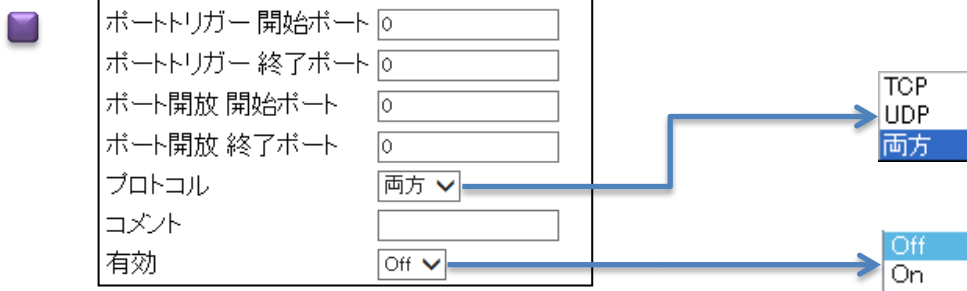 ポートトリガー 開始ポート 0
ポートトリガー 終了ポート 0
ポート開放 開始ポート 0
ポート開放 終了ポート 0
プロトコル 両方
コメント
有効 Off
TCP
UDP
両方
Off
On